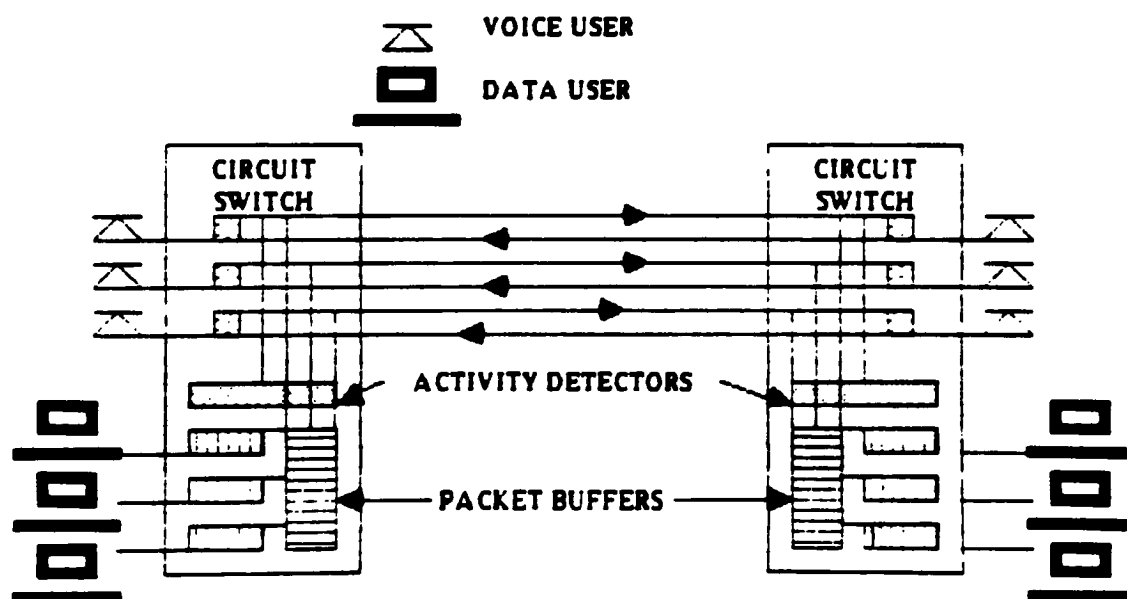 VOICE USER
DATA USER
CIRCUIT
SWITCH
CIRCUIT
SWITCH
ACTIVITY DETECTORS
PACKET BUFFERS